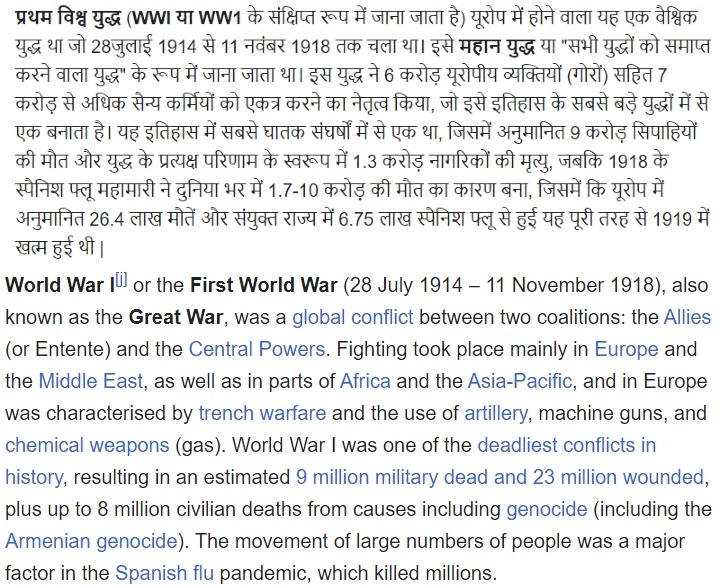 प्रथम विश्व युद्ध (WWI या WW1 के संक्षिप्त रूप में जाना जाता है) यूरोप में होने वाला यह एक वैश्विक
युद्ध था जो 28जुलाई 1914 से 11 नवंबर 1918 तक चला था। इसे महान युद्ध या "सभी युद्धों को समाप्त
करने वाला युद्ध" के रूप में जाना जाता था। इस युद्ध ने 6 करोड़ यूरोपीय व्यक्तियों (गोरों) सहित 7
करोड़ से अधिक सैन्य कर्मियों को एकत्र करने का नेतृत्व किया, जो इसे इतिहास के सबसे बड़े युद्धों में से
एक बनाता है। यह इतिहास में सबसे घातक संघर्षों में से एक था, जिसमें अनुमानित 9 करोड़ सिपाहियों
की मौत और युद्ध के प्रत्यक्ष परिणाम के स्वरूप में 1.3 करोड़ नागरिकों की मृत्यु, जबकि 1918 के
स्पैनिश फ्लू महामारी ने दुनिया भर में 1.7-10 करोड़ की मौत का कारण बना, जिसमें कि यूरोप में
अनुमानित 26.4 लाख मौतें और संयुक्त राज्य में 6.75 लाख स्पेनिश फ्लू से हुई यह पूरी तरह से 1919 में
खत्म हुई थी |
World War I[j] or the First World War (28 July 1914 – 11 November 1918), also
known as the Great War, was a global conflict between two coalitions: the Allies
(or Entente) and the Central Powers. Fighting took place mainly in Europe and
the Middle East, as well as in parts of Africa and the Asia-Pacific, and in Europe
was characterised by trench warfare and the use of artillery, machine guns, and
chemical weapons (gas). World War I was one of the deadliest conflicts in
history, resulting in an estimated 9 million military dead and 23 million wounded,
plus up to 8 million civilian deaths from causes including genocide (including the
Armenian genocide). The movement of large numbers of people was a major
factor in the Spanish flu pandemic, which killed millions.